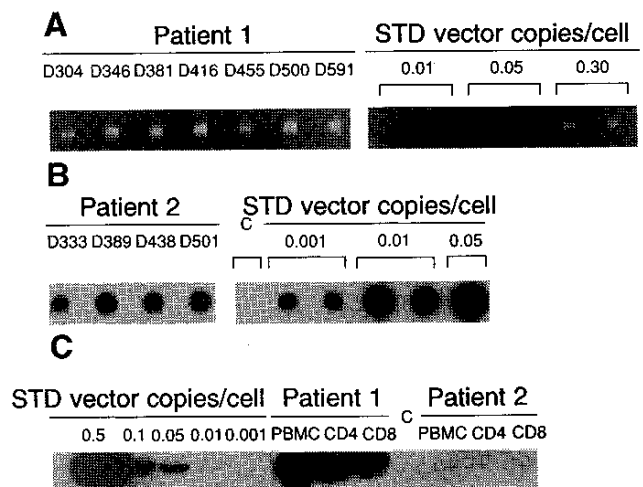 A
Patient 1 STD vector copies/cell
D304 D346 D381 D416 D455 D500 D591 0.01 0.05 0.30
B
Patient 2 STD vector copies/cell
C
D333 D389 D438 D501 0.001 0.01 0.05
C
STD vector copies/cell Patient 1 Patient 2
C
0.5 0.1 0.05 0.01 0.001 PBMC CD4 CD8 PBMC CD4 CD8